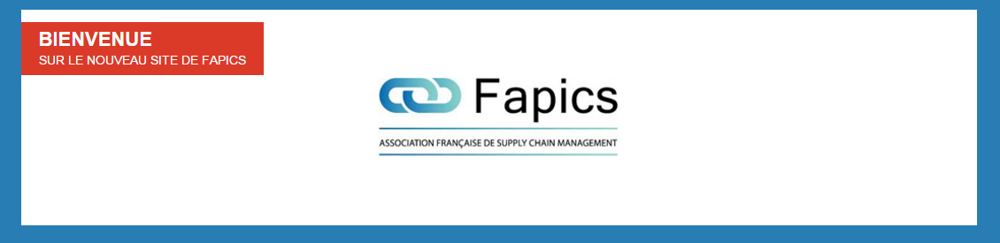 BIENVENUE
SUR LE NOUVEAU SITE DE FAPICS
Fapics
ASSOCIATION FRANÇAISE DE SUPPLY CHAIN MANAGEMENT